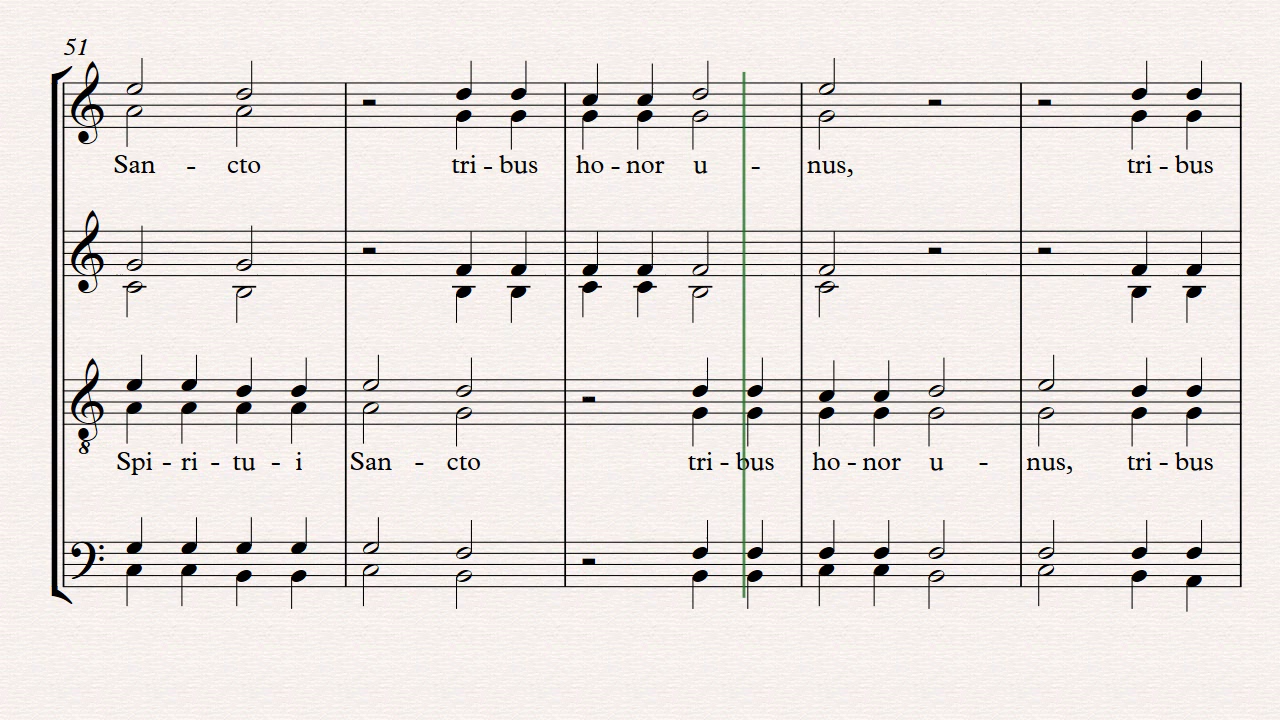 51
San - cto tri - bus ho - nor u - nus, tri - bus
8
Spi - ri - tu - i San - cto tri - bus ho - nor u - nus, tri - bus